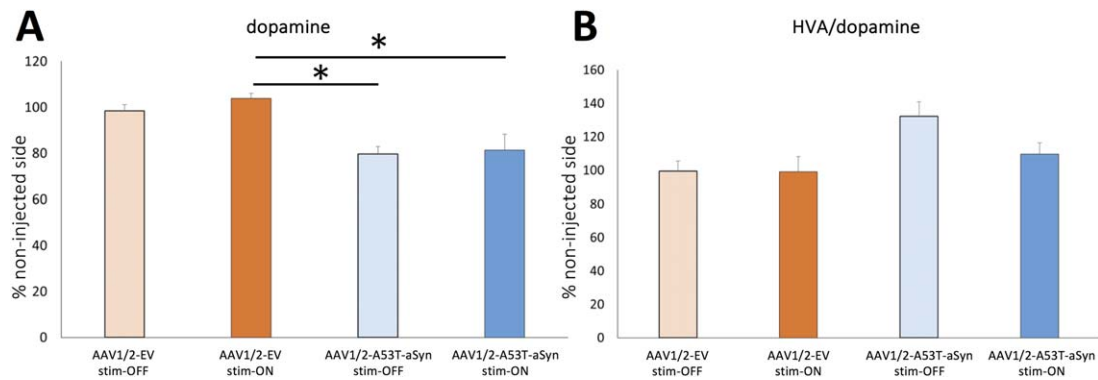 A
dopamine
% non-injected side
120
100
80
60
40
20
0
*
*
AAV1/2-EV
stim-OFF
AAV1/2-EV
stim-ON
AAV1/2-A53T-aSyn
stim-OFF
AAV1/2-A53T-aSyn
stim-ON
B
HVA/dopamine
% non-injected side
160
140
120
100
80
60
40
20
0
AAV1/2-EV
stim-OFF
AAV1/2-EV
stim-ON
AAV1/2-A53T-aSyn
stim-OFF
AAV1/2-A53T-aSyn
stim-ON